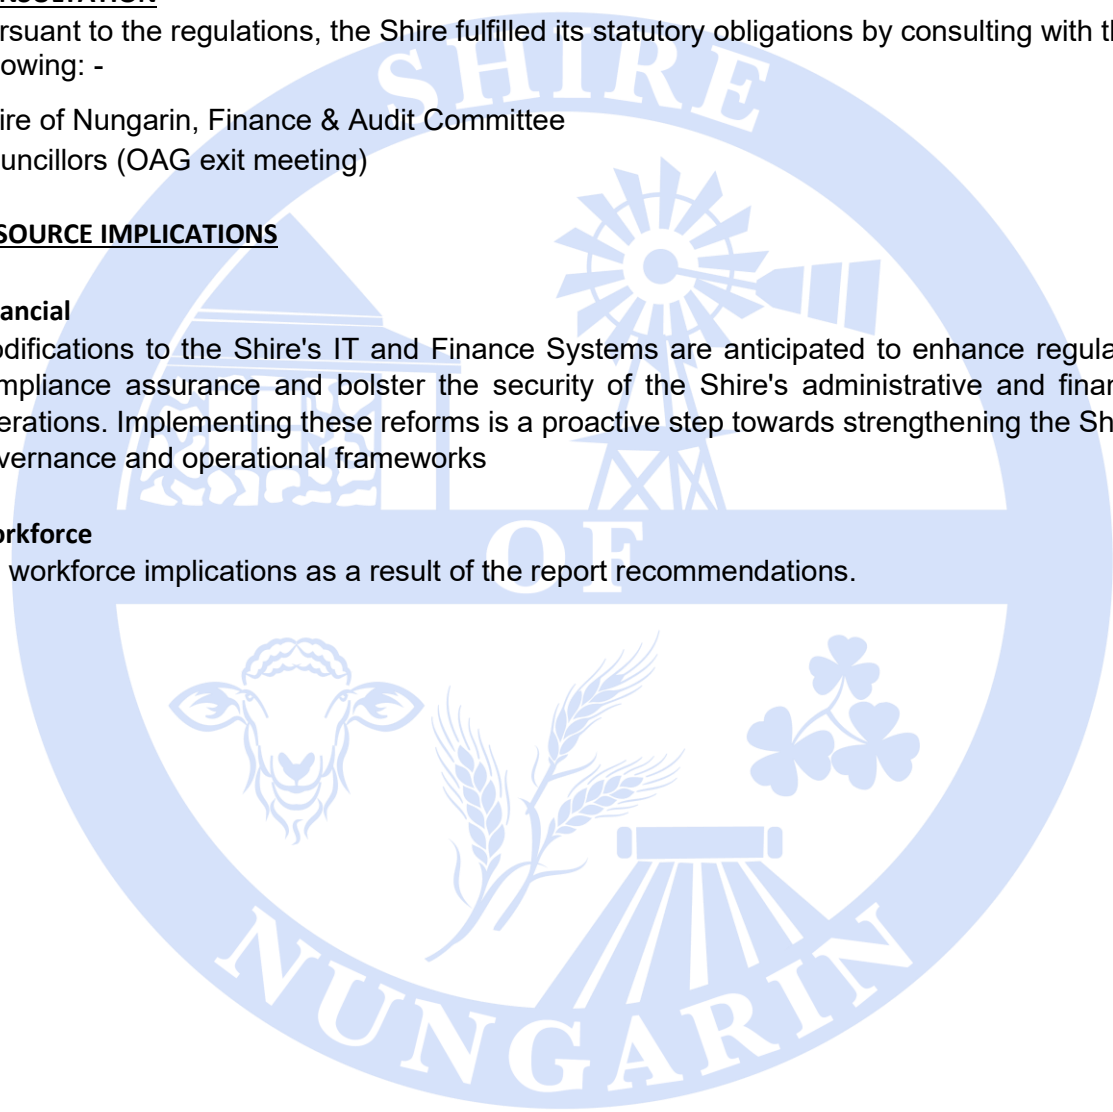 NSULTATION
rsuant to the regulations, the Shire fulfilled its statutory obligations by consulting with th
owing: -
ire of Nungarin, Finance & Audit Committee
uncillors (OAG exit meeting)
SOURCE IMPLICATIONS
ancial
odifications to the Shire's IT and Finance Systems are anticipated to enhance regula
mpliance assurance and bolster the security of the Shire's administrative and finan
erations. Implementing these reforms is a proactive step towards strengthening the Sh
vernance and operational frameworks
orkforce
workforce implications as a result of the report recommendations.
SHIRE
OF
NUNGARIN